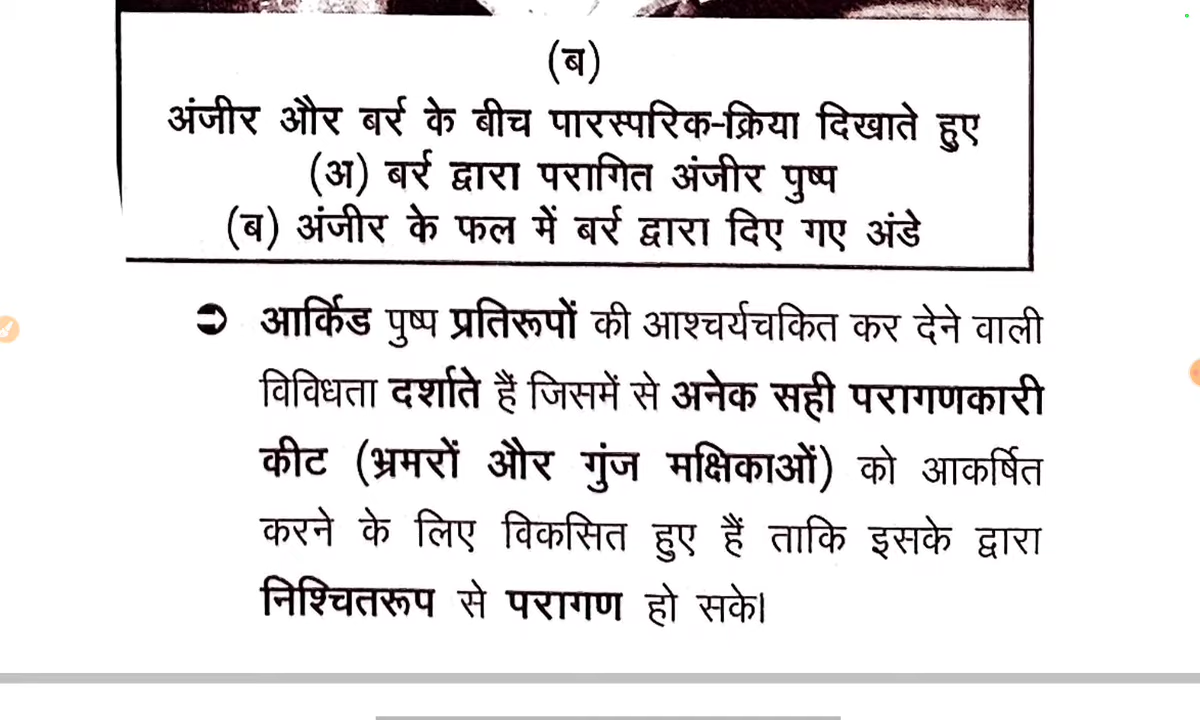 (ब)
अंजीर और बर्र के बीच पारस्परिक-क्रिया दिखाते हुए
(अ) बर्र द्वारा परागित अंजीर पुष्प
(ब) अंजीर के फल में बर्र द्वारा दिए गए अंडे
➲ आर्किड पुष्प प्रतिरूपों की आश्चर्यचकित कर देने वाली
विविधता दर्शाते हैं जिसमें से अनेक सही परागणकारी
कीट (भ्रमरों और गुंज मक्षिकाओं) को आकर्षित
करने के लिए विकसित हुए हैं ताकि इसके द्वारा
निश्चितरूप से परागण हो सके।